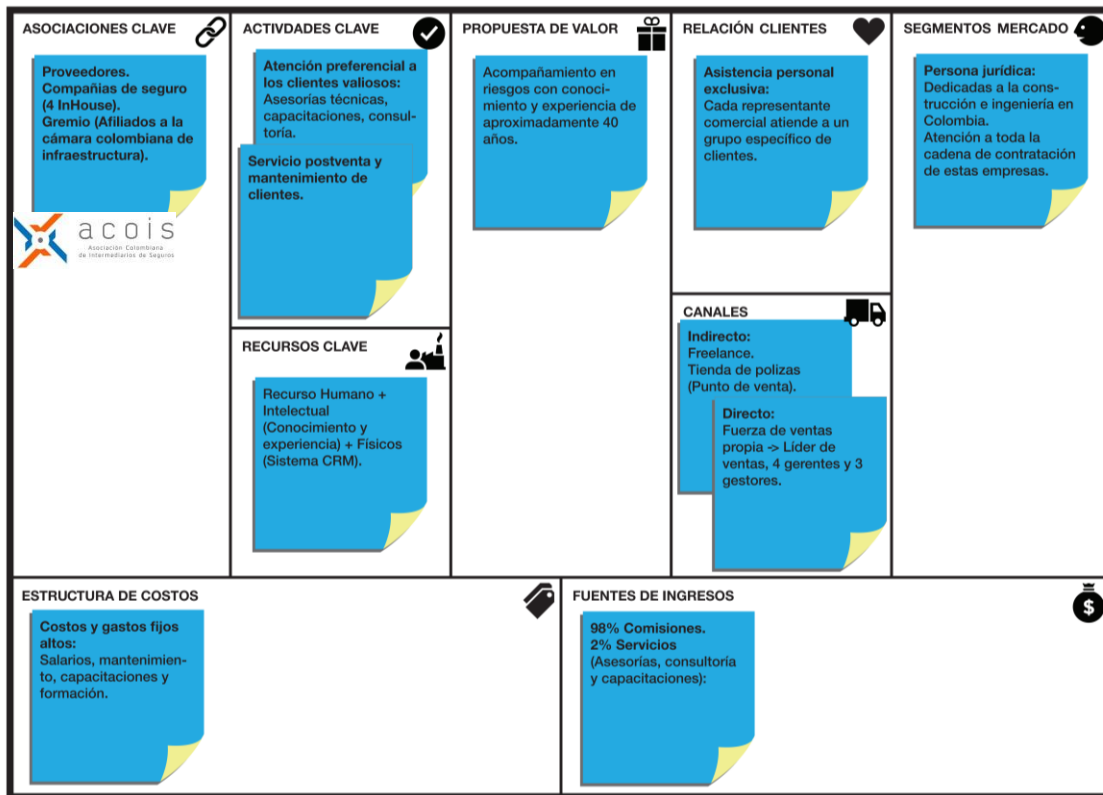 ASOCIACIONES CLAVE
Proveedores.
Compañias de seguro
(4 InHouse).
Gremio (Afiliados a la
cámara colombiana de
infraestructura).
acois
Asociación Colombiana
de Intermediarios de Seguros
ACTIVDADES CLAVE
Atención preferencial a
los clientes valiosos:
Asesorías técnicas,
capacitaciones, consul-
toría.
Servicio postventa y
mantenimiento de
clientes.
RECURSOS CLAVE
Recurso Humano +
Intelectual
(Conocimiento y
experiencia) + Físicos
(Sistema CRM).
PROPUESTA DE VALOR
Acompañamiento en
riesgos con conoci-
miento y experiencia de
aproximadamente 40
años.
RELACIÓN CLIENTES
Asistencia personal
exclusiva:
Cada representante
comercial atiende a un
grupo específico de
clientes.
CANALES
Indirecto:
Freelance.
Tienda de polizas
(Punto de venta).
Directo:
Fuerza de ventas
propia -> Líder de
ventas, 4 gerentes y 3
gestores.
SEGMENTOS MERCADO
Persona jurídica:
Dedicadas a la cons-
trucción e ingeniería en
Colombia.
Atención a toda la
cadena de contratación
de estas empresas.
ESTRUCTURA DE COSTOS
Costos y gastos fijos
altos:
Salarios, mantenimien-
to, capacitaciones y
formación.
FUENTES DE INGRESOS
$
98% Comisiones.
2% Servicios
(Asesorías, consultoría
y capacitaciones):